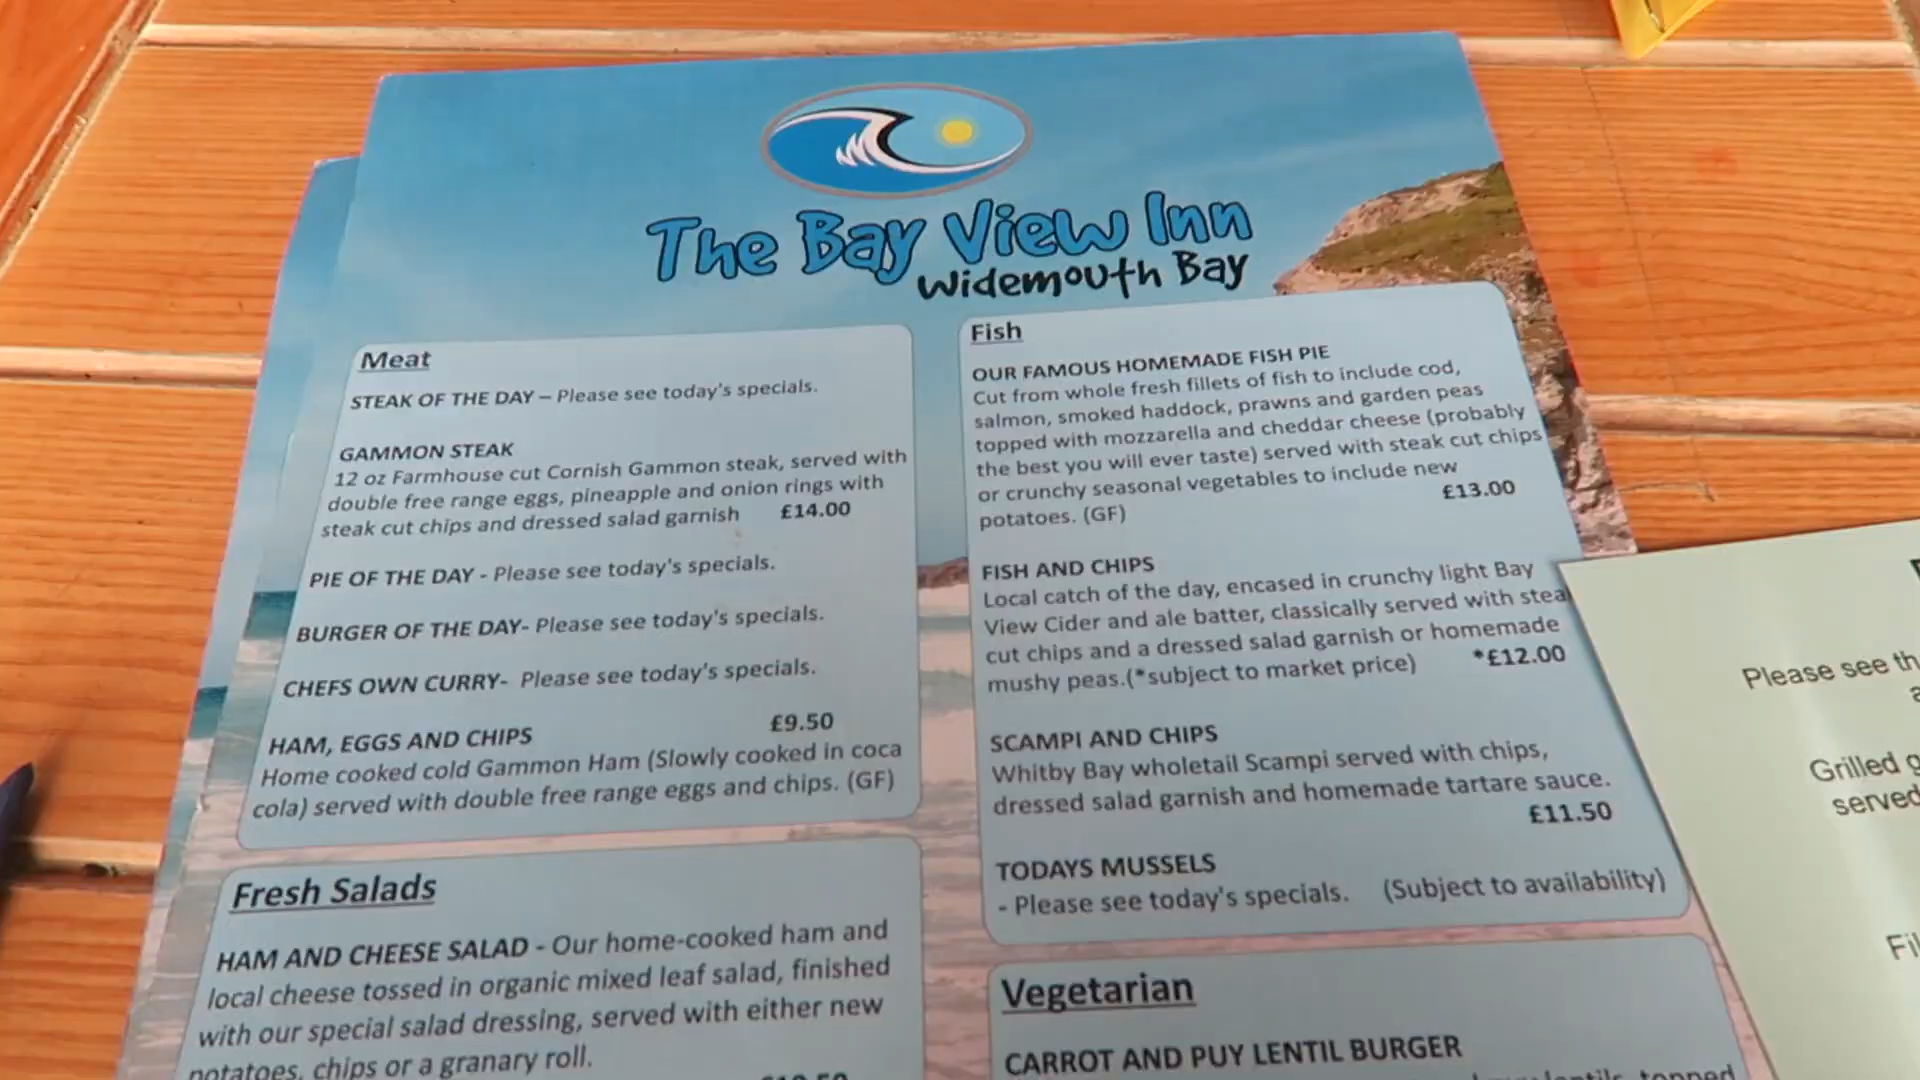 The Bay View Inn
Widemouth Bay
Meat
STEAK OF THE DAY – Please see today's specials.
GAMMON STEAK
12 oz Farmhouse cut Cornish Gammon steak, served with
double free range eggs, pineapple and onion rings with
steak cut chips and dressed salad garnish £14.00
PIE OF THE DAY - Please see today's specials.
BURGER OF THE DAY- Please see today's specials.
CHEFS OWN CURRY- Please see today's specials.
HAM, EGGS AND CHIPS £9.50
Home cooked cold Gammon Ham (Slowly cooked in coca
cola) served with double free range eggs and chips. (GF)
Fresh Salads
HAM AND CHEESE SALAD - Our home-cooked ham and
local cheese tossed in organic mixed leaf salad, finished
with our special salad dressing, served with either new
potatoes, chips or a granary roll.
Fish
OUR FAMOUS HOMEMADE FISH PIE
Cut from whole fresh fillets of fish to include cod,
salmon, smoked haddock, prawns and garden peas
topped with mozzarella and cheddar cheese (probably
the best you will ever taste) served with steak cut chips
or crunchy seasonal vegetables to include new
potatoes. (GF) £13.00
FISH AND CHIPS
Local catch of the day, encased in crunchy light Bay
View Cider and ale batter, classically served with stea
cut chips and a dressed salad garnish or homemade
mushy peas.(*subject to market price) *£12.00
SCAMPI AND CHIPS
Whitby Bay wholetail Scampi served with chips,
dressed salad garnish and homemade tartare sauce.
£11.50
TODAYS MUSSELS
- Please see today's specials. (Subject to availability)
Vegetarian
CARROT AND PUY LENTIL BURGER
lentils, topped
Please see th
Grilled g
served
Fil